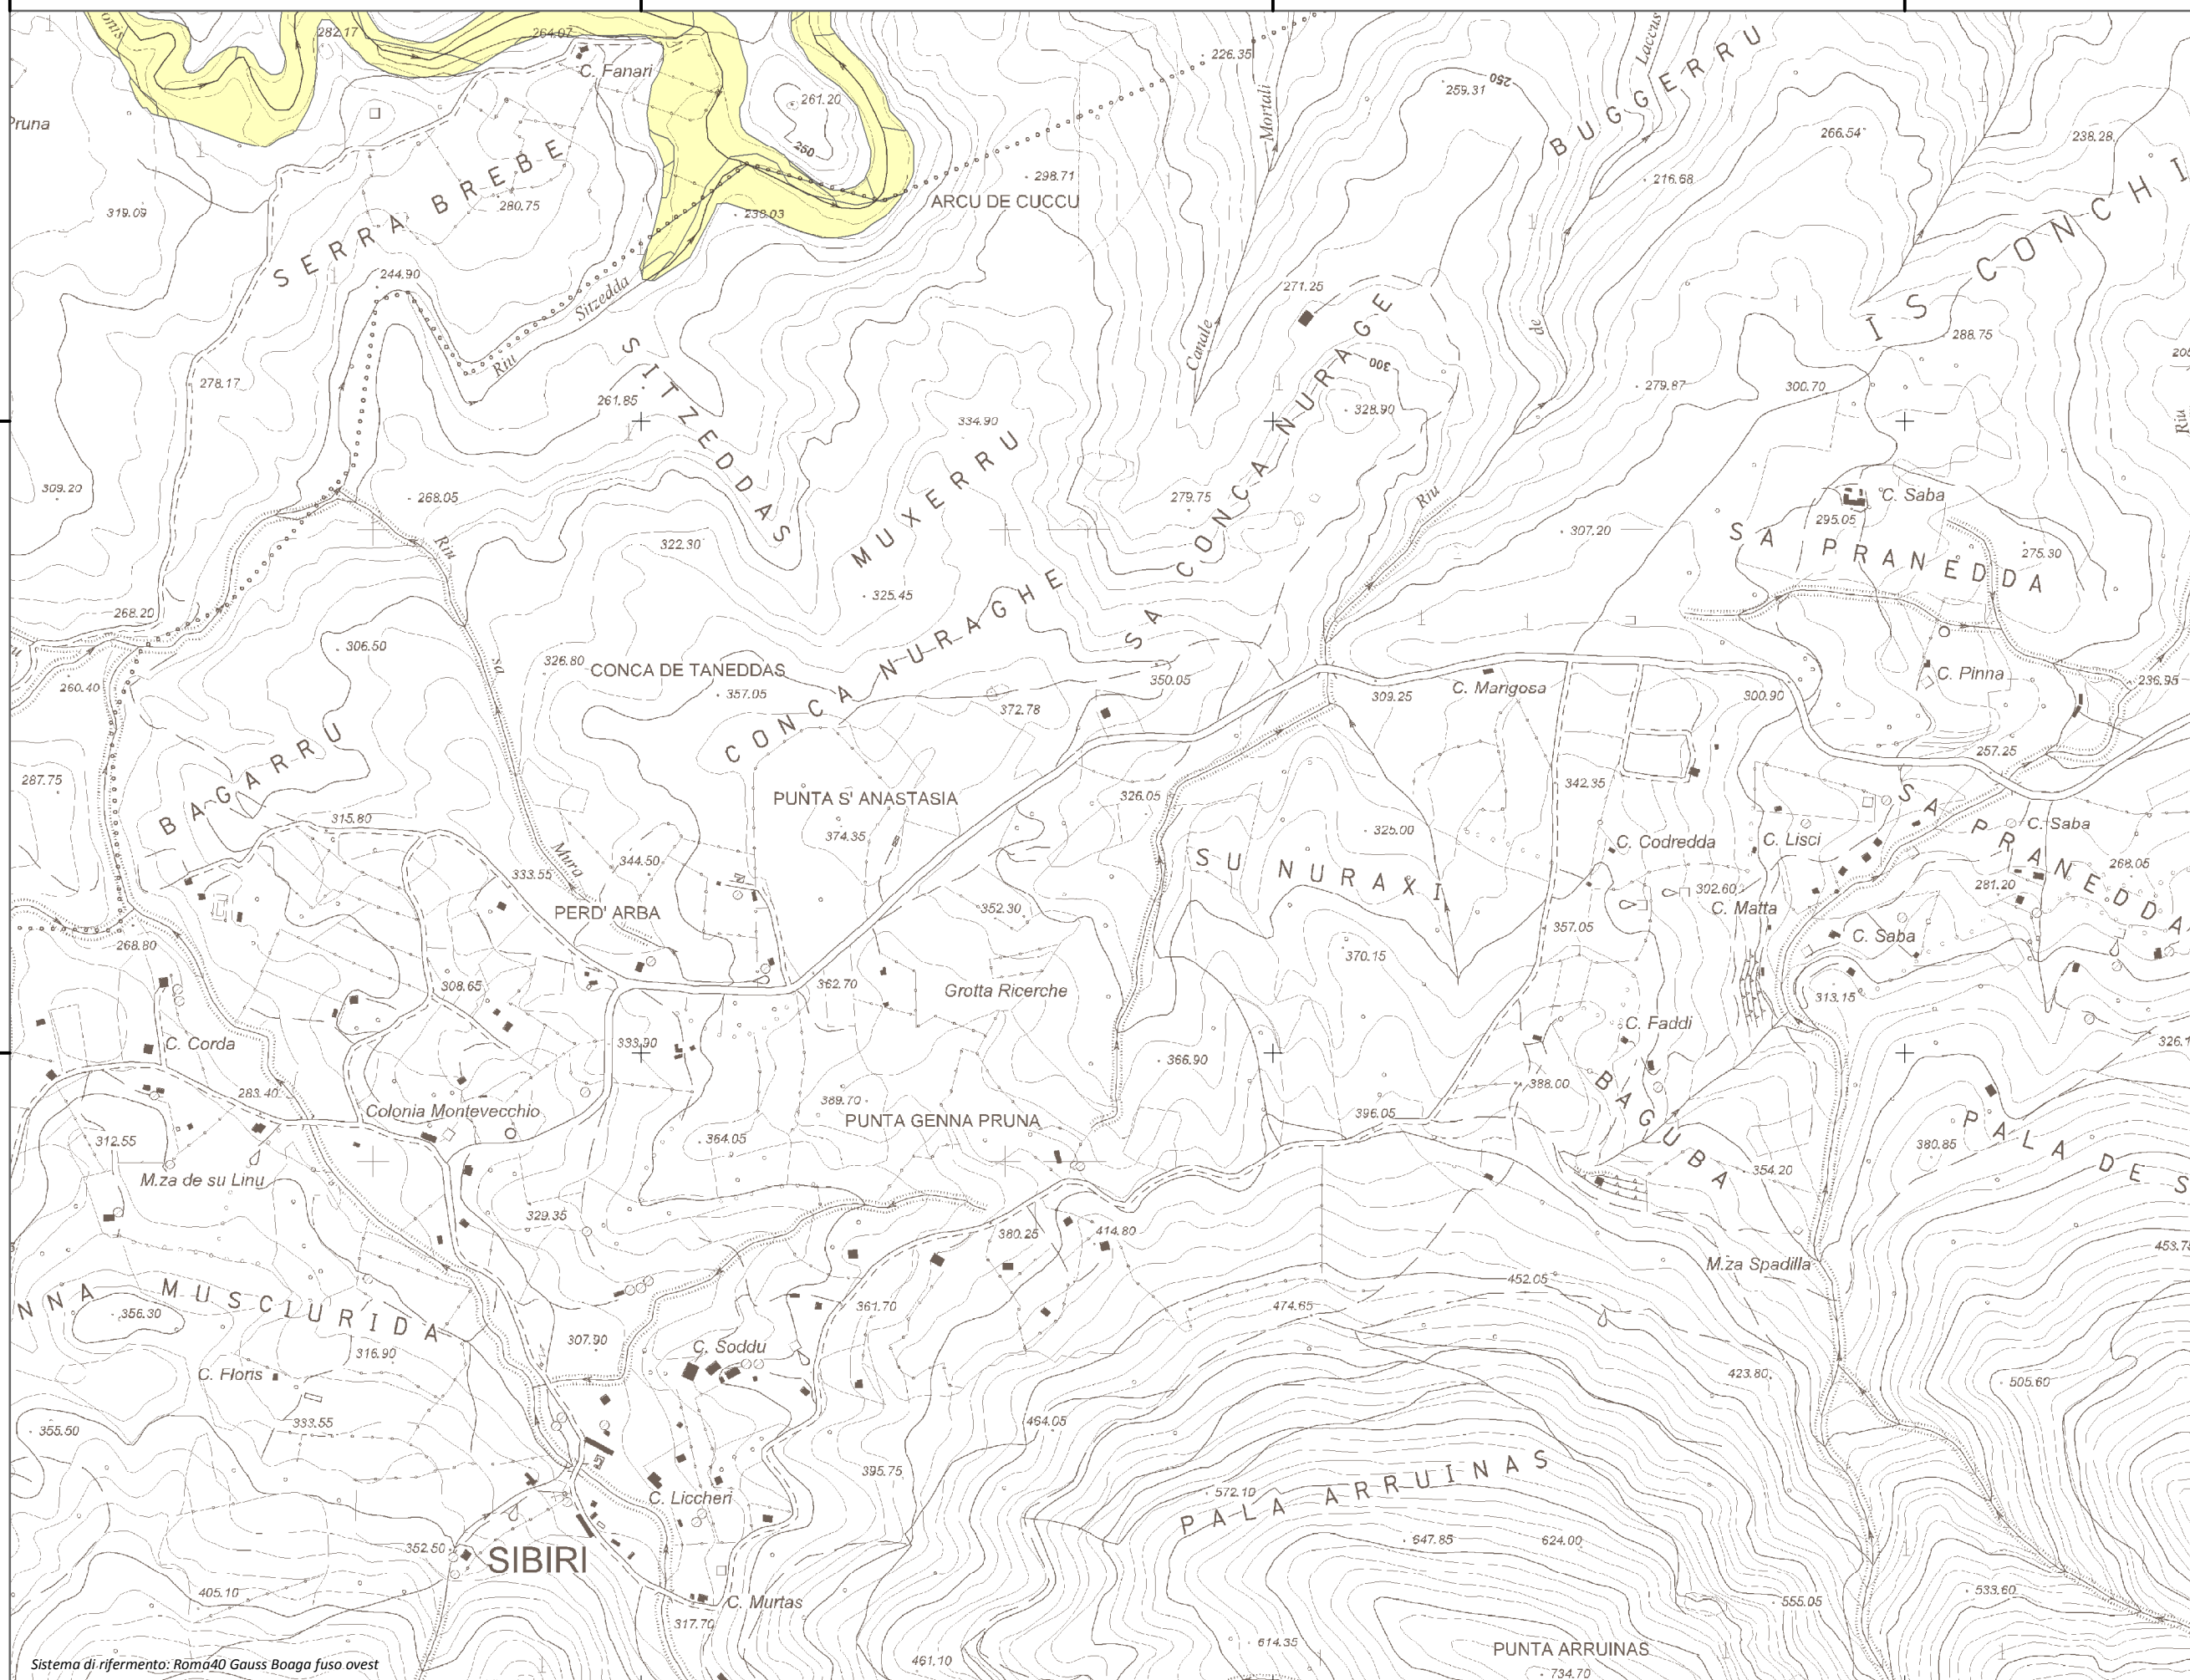 282.17
264.07
C. Fanari
226.35
Mortali
259.31
250
BUGGERRU
Laccus
266.54
238.28
261.20
250
Pruna
319.09
SERRA BREBE
280.75
239.03
298.71
ARCU DE CUCCU
216.68
IS CONCHI
244.90
Riu
Sitzedda
271.25
Canale
de
288.75
278.17
261.85
SITZEDDAS
334.90
300
328.90
279.87
300.70
Riu
309.20
268.05
Riu
322.30
MUXERRU
279.75
SA CONCA NURAGE
Riu
307.20
C. Saba
295.05
SA PRANEDDA
275.30
268.20
325.45
306.50
sa
326.80
CONCA DE TANEDDAS
357.05
CONCA NURAGHE
372.78
350.05
309.25
C. Marigosa
300.90
C. Pinna
236.95
260.40
BAGARRU
287.75
257.25
315.80
PUNTA S' ANASTASIA
374.35
326.05
325.00
342.35
C. Codredda
C. Lisci
SA PRANEDDA
C. Saba
268.05
Mura
344.50
333.55
PERD' ARBA
SU NURAXI
302.60
C. Matta
281.20
352.30
357.05
C. Saba
268.80
308.65
362.70
Grotta Ricerche
370.15
313.15
C. Corda
333.90
366.90
C. Faddi
326.1
283.40
Colonia Montevecchio
389.70
PUNTA GENNA PRUNA
396.05
388.00
BAGUBA
PALA DE S
312.55
364.05
380.85
M.za de su Linu
354.20
329.35
380.25
414.80
453.75
M.za Spadilla
NNA MUSCIURIDA
356.30
361.70
474.65
452.05
316.90
307.90
C. Soddu
C. Floris
423.80
505.60
355.50
333.55
464.05
395.75
572.10
PALA ARRUINAS
C. Liccheri
352.50
SIBIRI
647.85
624.00
405.10
C. Murtas
317.70
533.60
555.05
614.35
PUNTA ARRUINAS
461.10
734.70
Sistema di rifermento: Roma40 Gauss Boaga fuso ovest